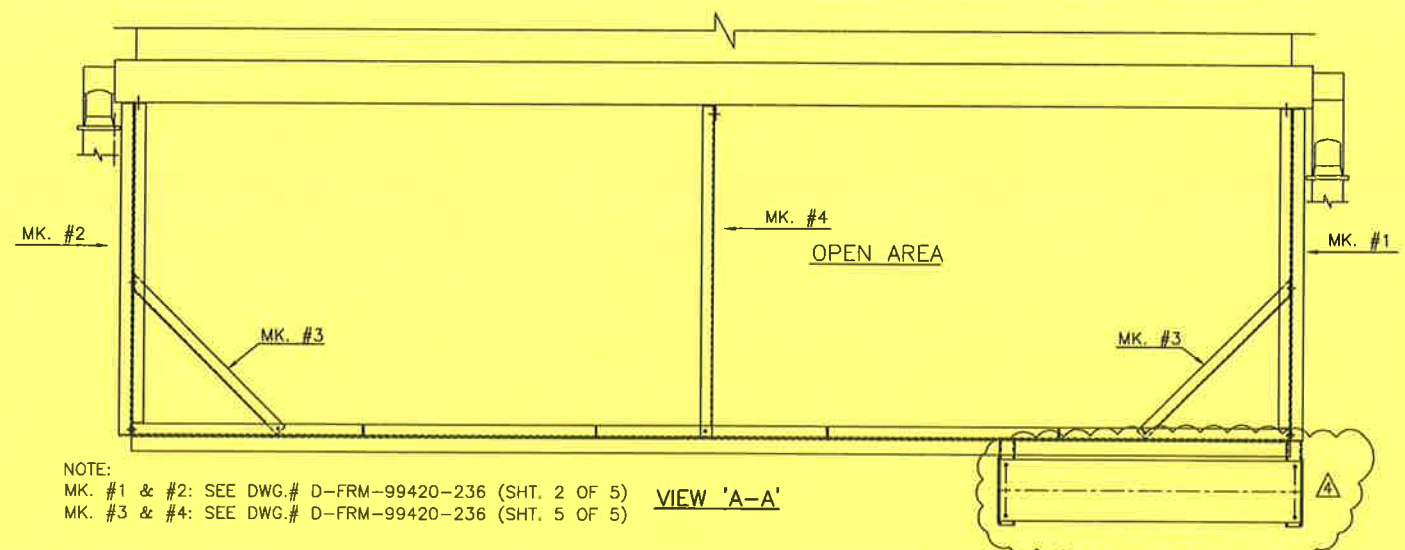 MK. #4
MK. #2
OPEN AREA
MK. #1
MK. #3
MK. #3
NOTE:
MK. #1 & #2: SEE DWG.# D-FRM-99420-236 (SHT. 2 OF 5)
MK. #3 & #4: SEE DWG.# D-FRM-99420-236 (SHT. 5 OF 5)
VIEW 'A-A'
4